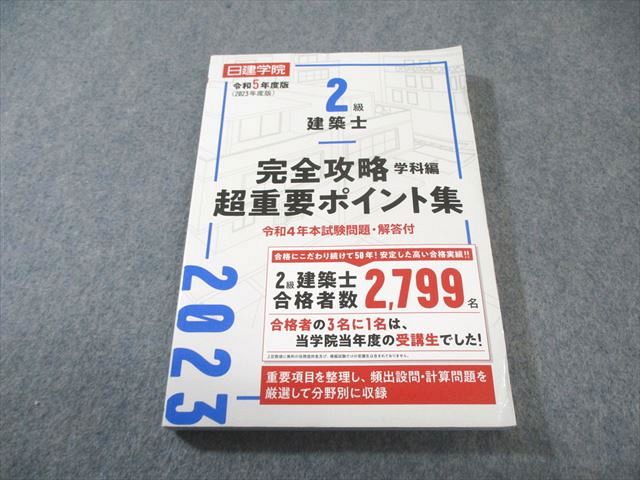 日建学院
令和5年度版
(2023年度版)
2級
建築士
完全攻略 学科編
超重要ポイント集
令和4年本試験問題・解答付
合格にこだわり続けて50年!安定した高い合格実績!!
2級建築士
合格者数 2,799名
合格者の3名に1名は、
当学院当年度の受講生でした!
重要項目を整理し、頻出設問・計算問題を
厳選して分野別に収録
2023